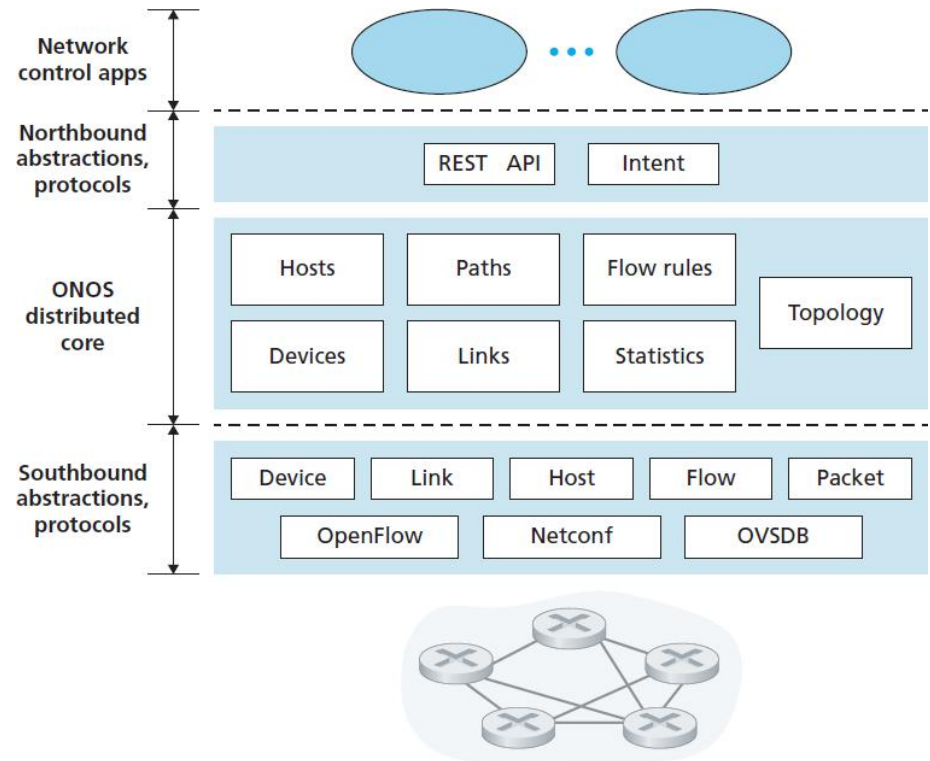 Network
control apps
Northbound
abstractions,
protocols
REST API
Intent
ONOS
distributed
core
Hosts
Paths
Flow rules
Topology
Devices
Links
Statistics
Southbound
abstractions,
protocols
Device
Link
Host
Flow
Packet
OpenFlow
Netconf
OVSDB